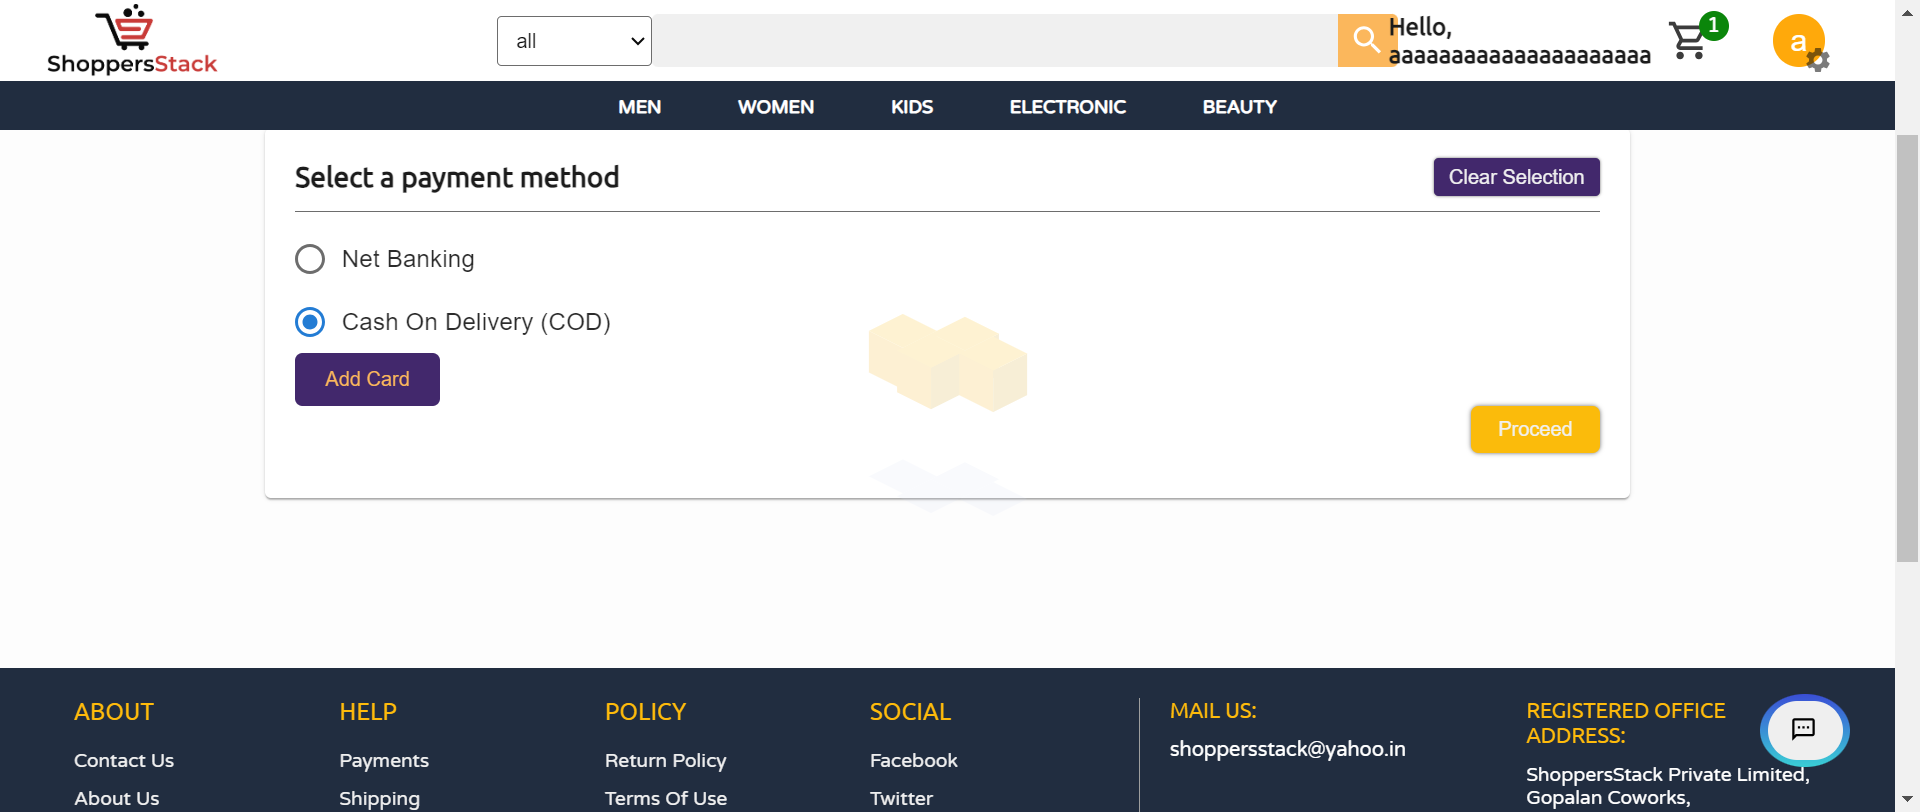 ShoppersStack
all
Hello,
aaaaaaaaaaaaaaaaaaaaa
1
a
MEN
WOMEN
KIDS
ELECTRONIC
BEAUTY
Select a payment method
Clear Selection
Net Banking
Cash On Delivery (COD)
Add Card
Proceed
ABOUT
Contact Us
About Us
HELP
Payments
Shipping
POLICY
Return Policy
Terms Of Use
SOCIAL
Facebook
Twitter
MAIL US:
shoppersstack@yahoo.in
REGISTERED OFFICE
ADDRESS:
ShoppersStack Private Limited,
Gopalan Coworks,